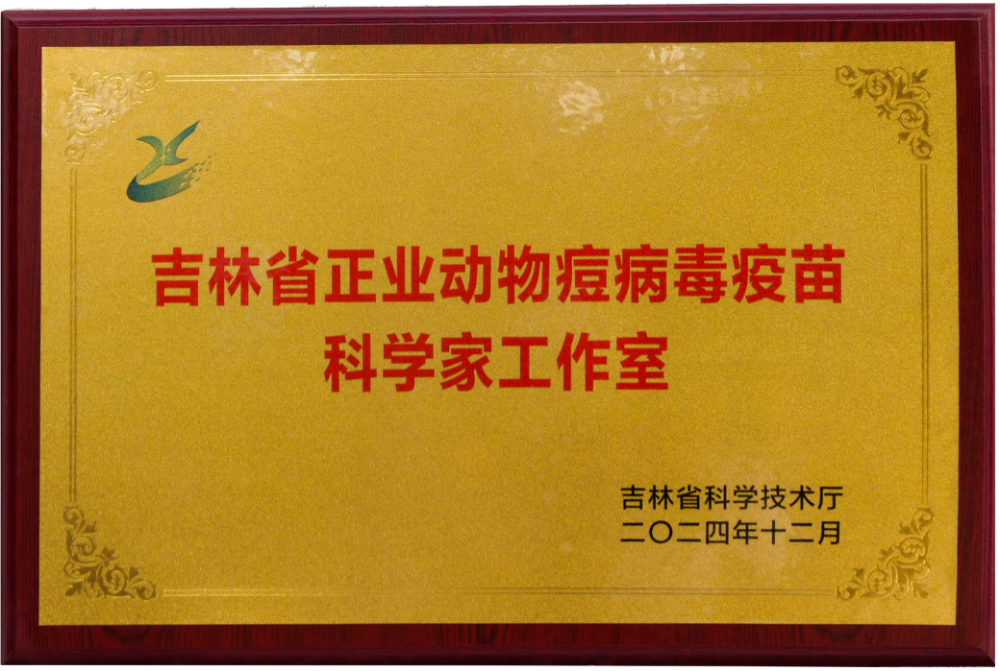 吉林省正业动物痘病毒疫苗
科学家工作室
吉林省科学技术厅
二〇二四年十二月